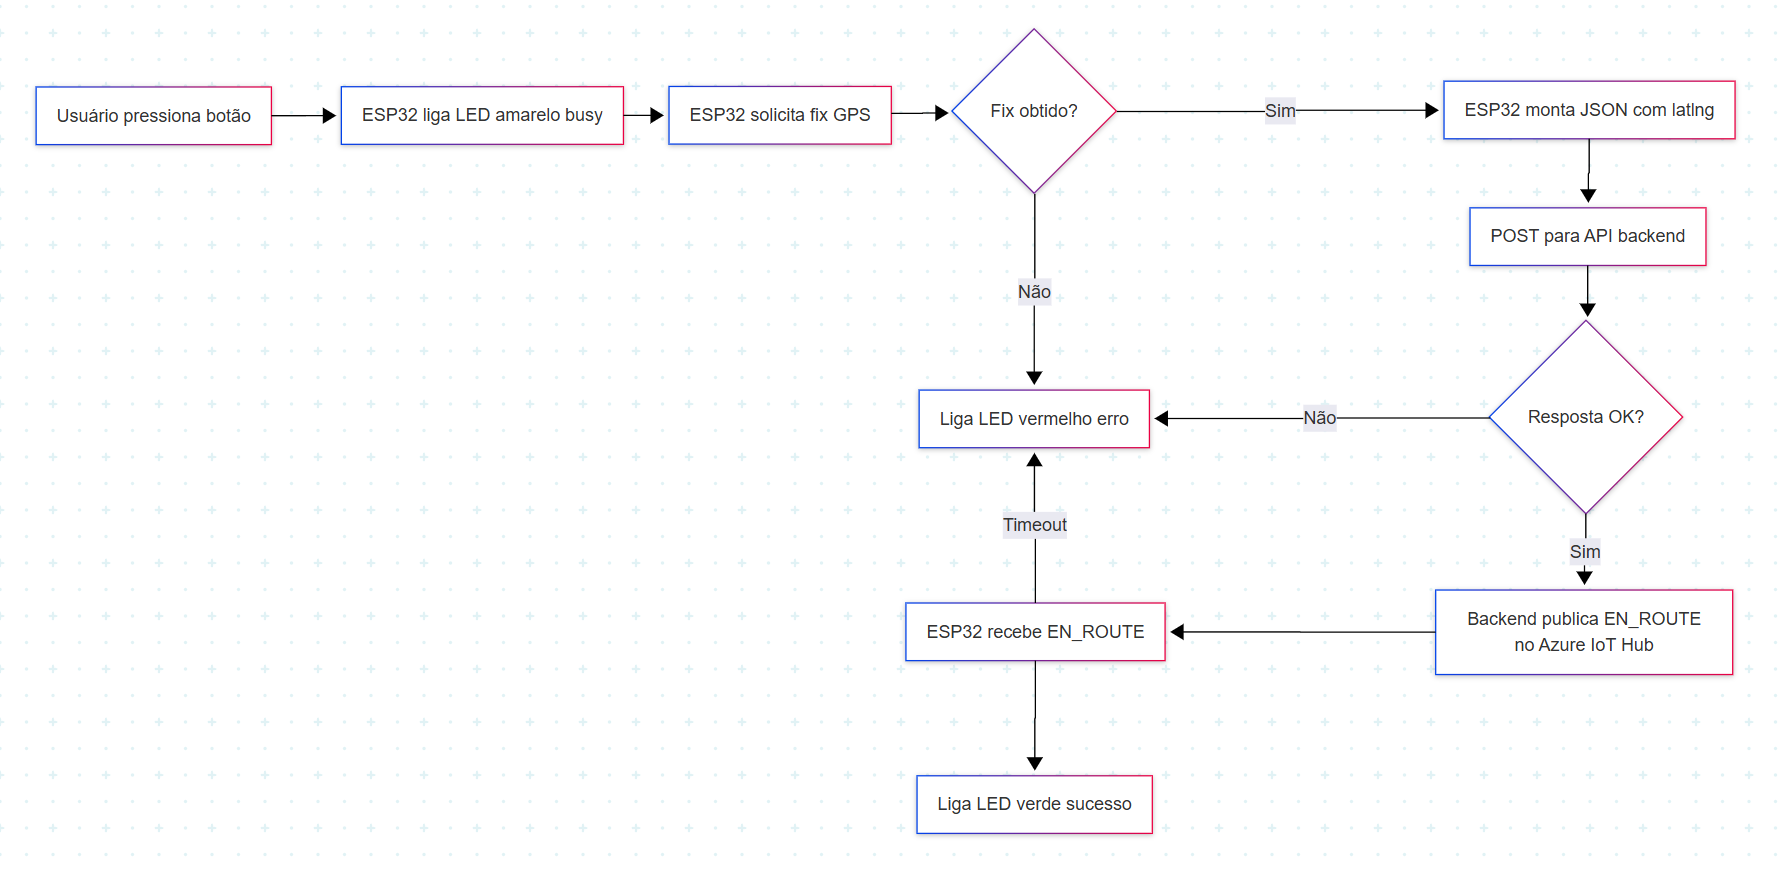 Usuário pressiona botão
ESP32 liga LED amarelo busy
ESP32 solicita fix GPS
Fix obtido?
Sim
ESP32 monta JSON com latlng
POST para API backend
Não
Liga LED vermelho erro
Não
Resposta OK?
Timeout
Sim
ESP32 recebe EN_ROUTE
Backend publica EN_ROUTE
no Azure IoT Hub
Liga LED verde sucesso